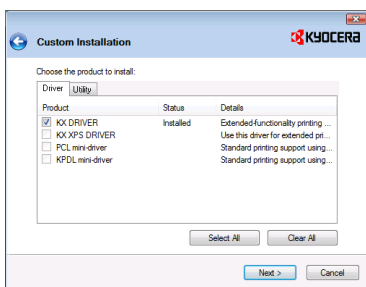 Custom Installation
KYOCERA
Choose the product to install:
Driver Utility
Product Status Details
KX DRIVER Installed Extended-functionality printing ...
KX XPS DRIVER Use this driver for extended pri...
PCL mini-driver Standard printing support using...
KPDL mini-driver Standard printing support using...
Select All Clear All
Next > Cancel